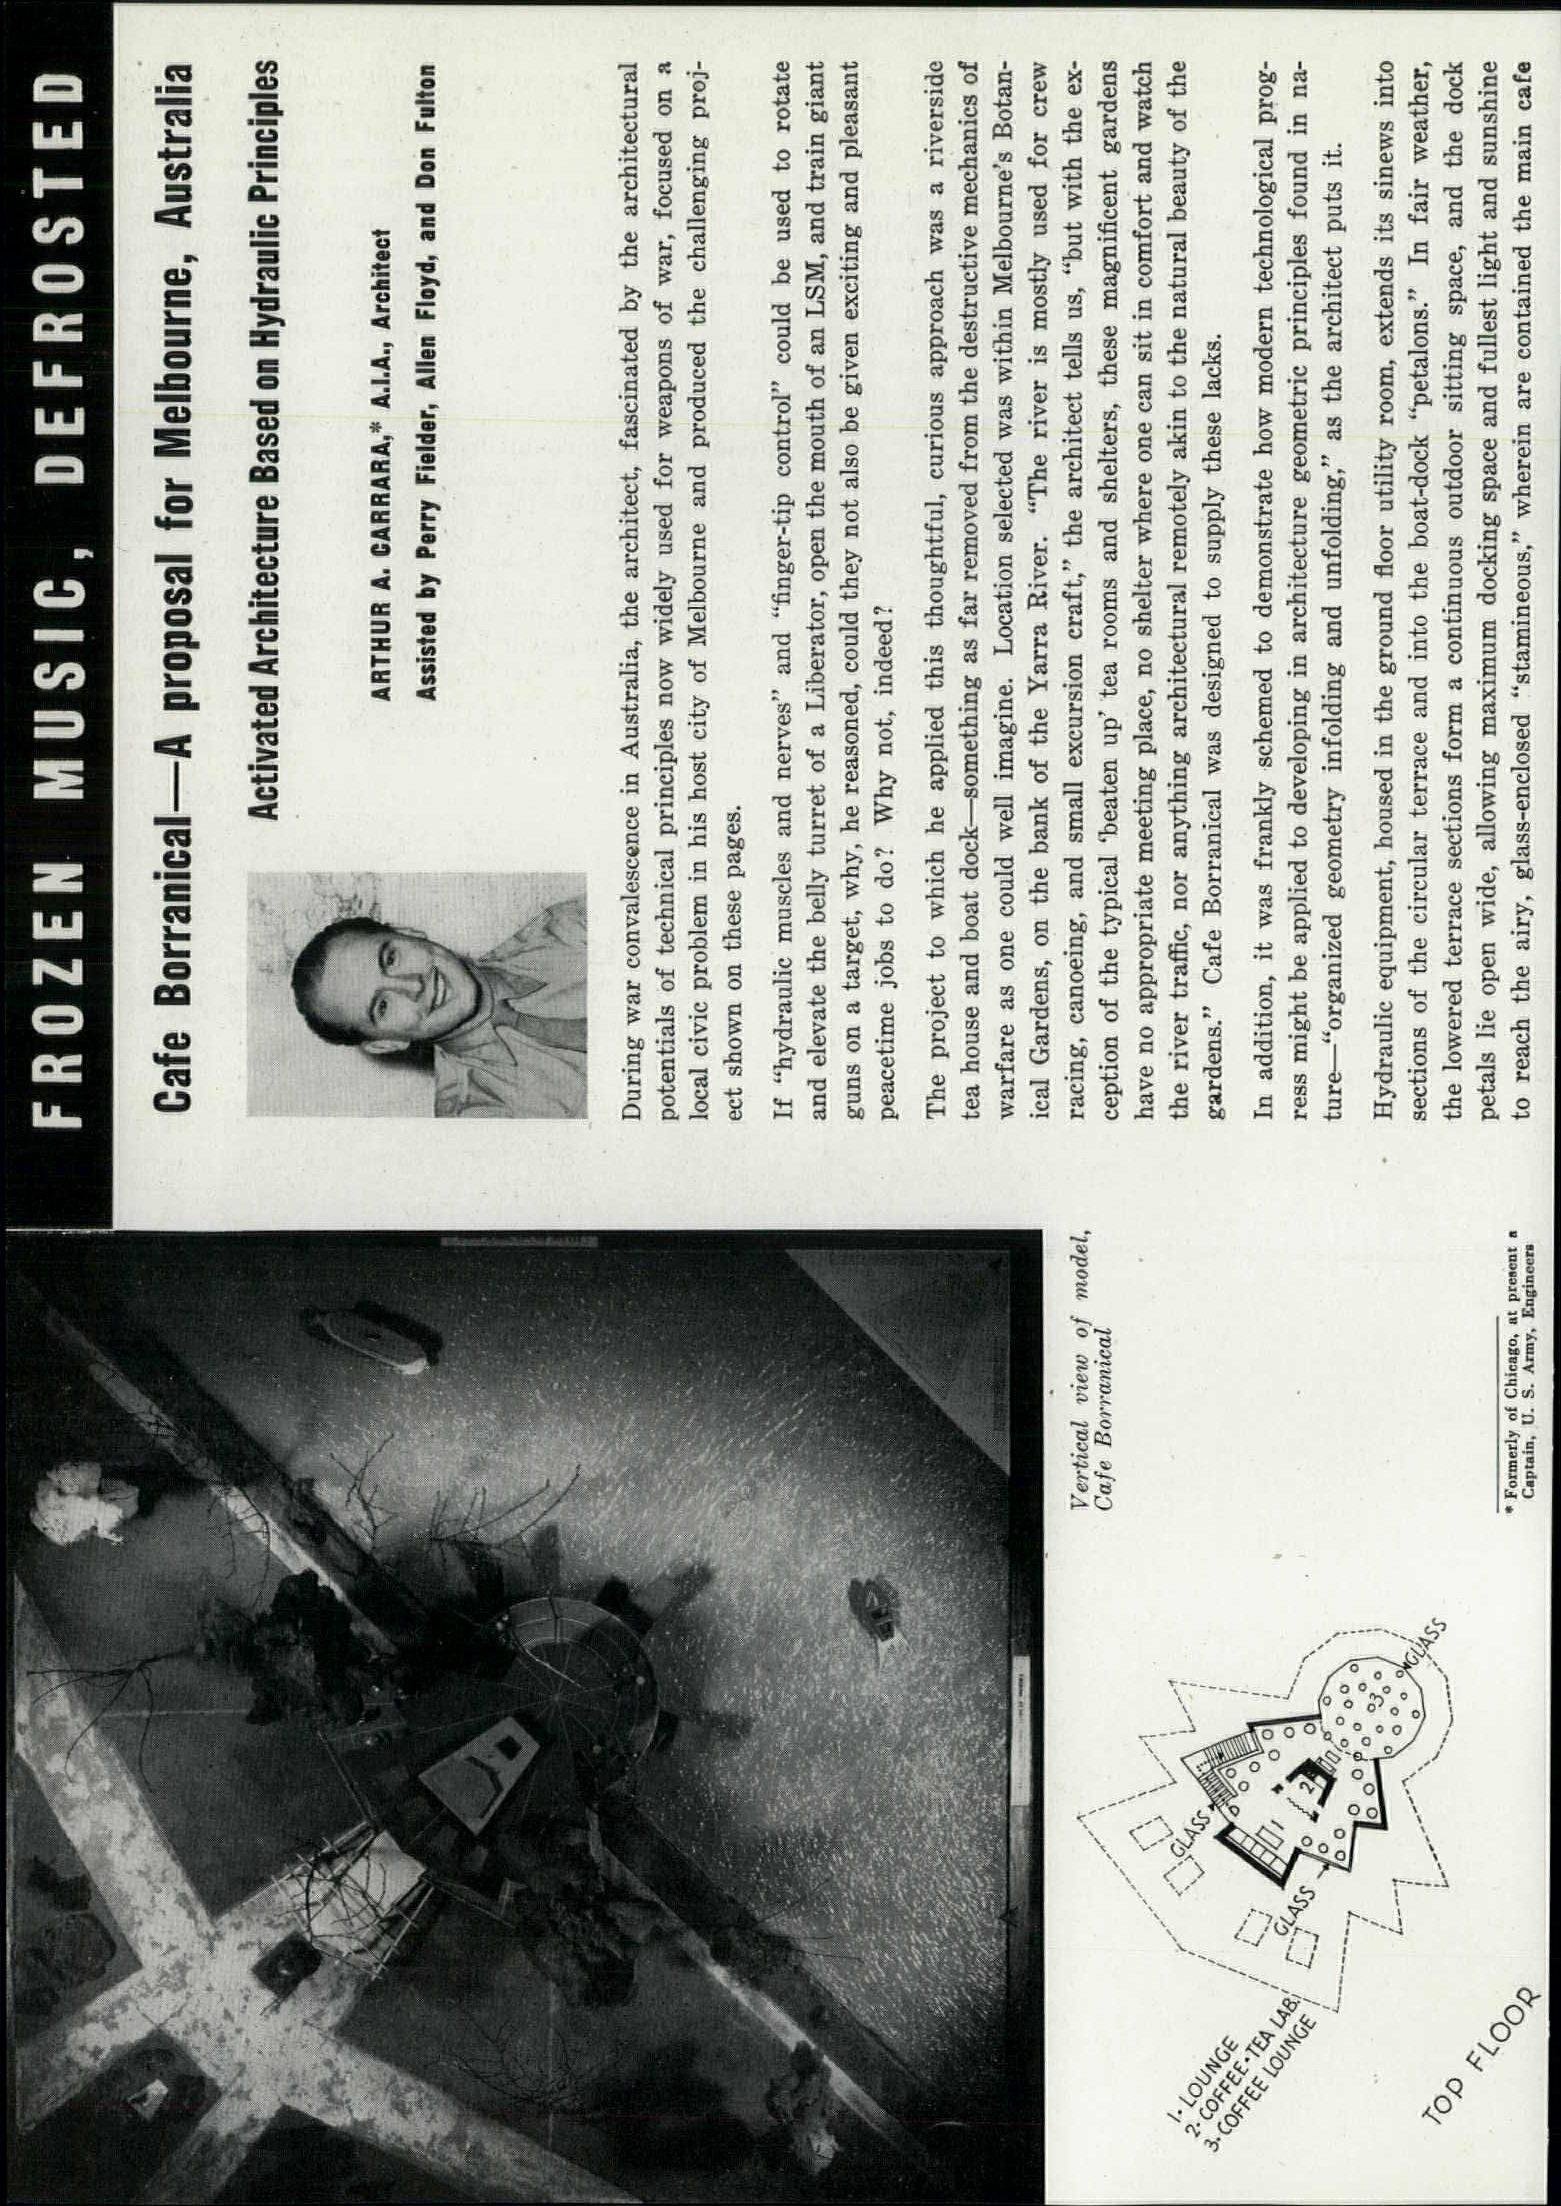 FROZEN MUSIC, DEFROSTED
Cafe Borranical—A proposal for Melbourne, Australia
Activated Architecture Based on Hydraulic Principles
ARTHUR A. CARRARA,* A.I.A., Architect
Assisted by Perry Fielder, Allen Floyd, and Don Fulton
During war convalescence in Australia, the architect, fascinated by the architectural
potentials of technical principles now widely used for weapons of war, focused on a
local civic problem in his host city of Melbourne and produced the challenging proj-
ect shown on these pages.
If “hydraulic muscles and nerves” and “finger-tip control” could be used to rotate
and elevate the belly turret of a Liberator, open the mouth of an LSM, and train giant
guns on a target, why, he reasoned, could they not also be given exciting and pleasant
peacetime jobs to do? Why not, indeed?
The project to which he applied this thoughtful, curious approach was a riverside
tea house and boat dock—something as far removed from the destructive mechanics of
warfare as one could well imagine. Location selected was within Melbourne’s Botan-
ical Gardens, on the bank of the Yarra River. “The river is mostly used for crew
racing, canoeing, and small excursion craft,” the architect tells us, “but with the ex-
ception of the typical ‘beaten up’ tea rooms and shelters, these magnificent gardens
have no appropriate meeting place, no shelter where one can sit in comfort and watch
the river traffic, nor anything architectural remotely akin to the natural beauty of the
gardens.” Cafe Borranical was designed to supply these lacks.
In addition, it was frankly schemed to demonstrate how modern technological prog-
ress might be applied to developing in architecture geometric principles found in na-
ture—“organized geometry infolding and unfolding,” as the architect puts it.
Hydraulic equipment, housed in the ground floor utility room, extends its sinews into
sections of the circular terrace and into the boat-dock “petalons.” In fair weather,
the lowered terrace sections form a continuous outdoor sitting space, and the dock
petals lie open wide, allowing maximum docking space and fullest light and sunshine
to reach the airy, glass-enclosed “stamineous,” wherein are contained the main cafe
Vertical view of model,
Cafe Borranical
* Formerly of Chicago, at present a
Captain, U. S. Army, Engineers
GLASS
GLASS
GLASS
1
2
3
1. LOUNGE
2. COFFEE-TEA LAB.
3. COFFEE LOUNGE
TOP FLOOR